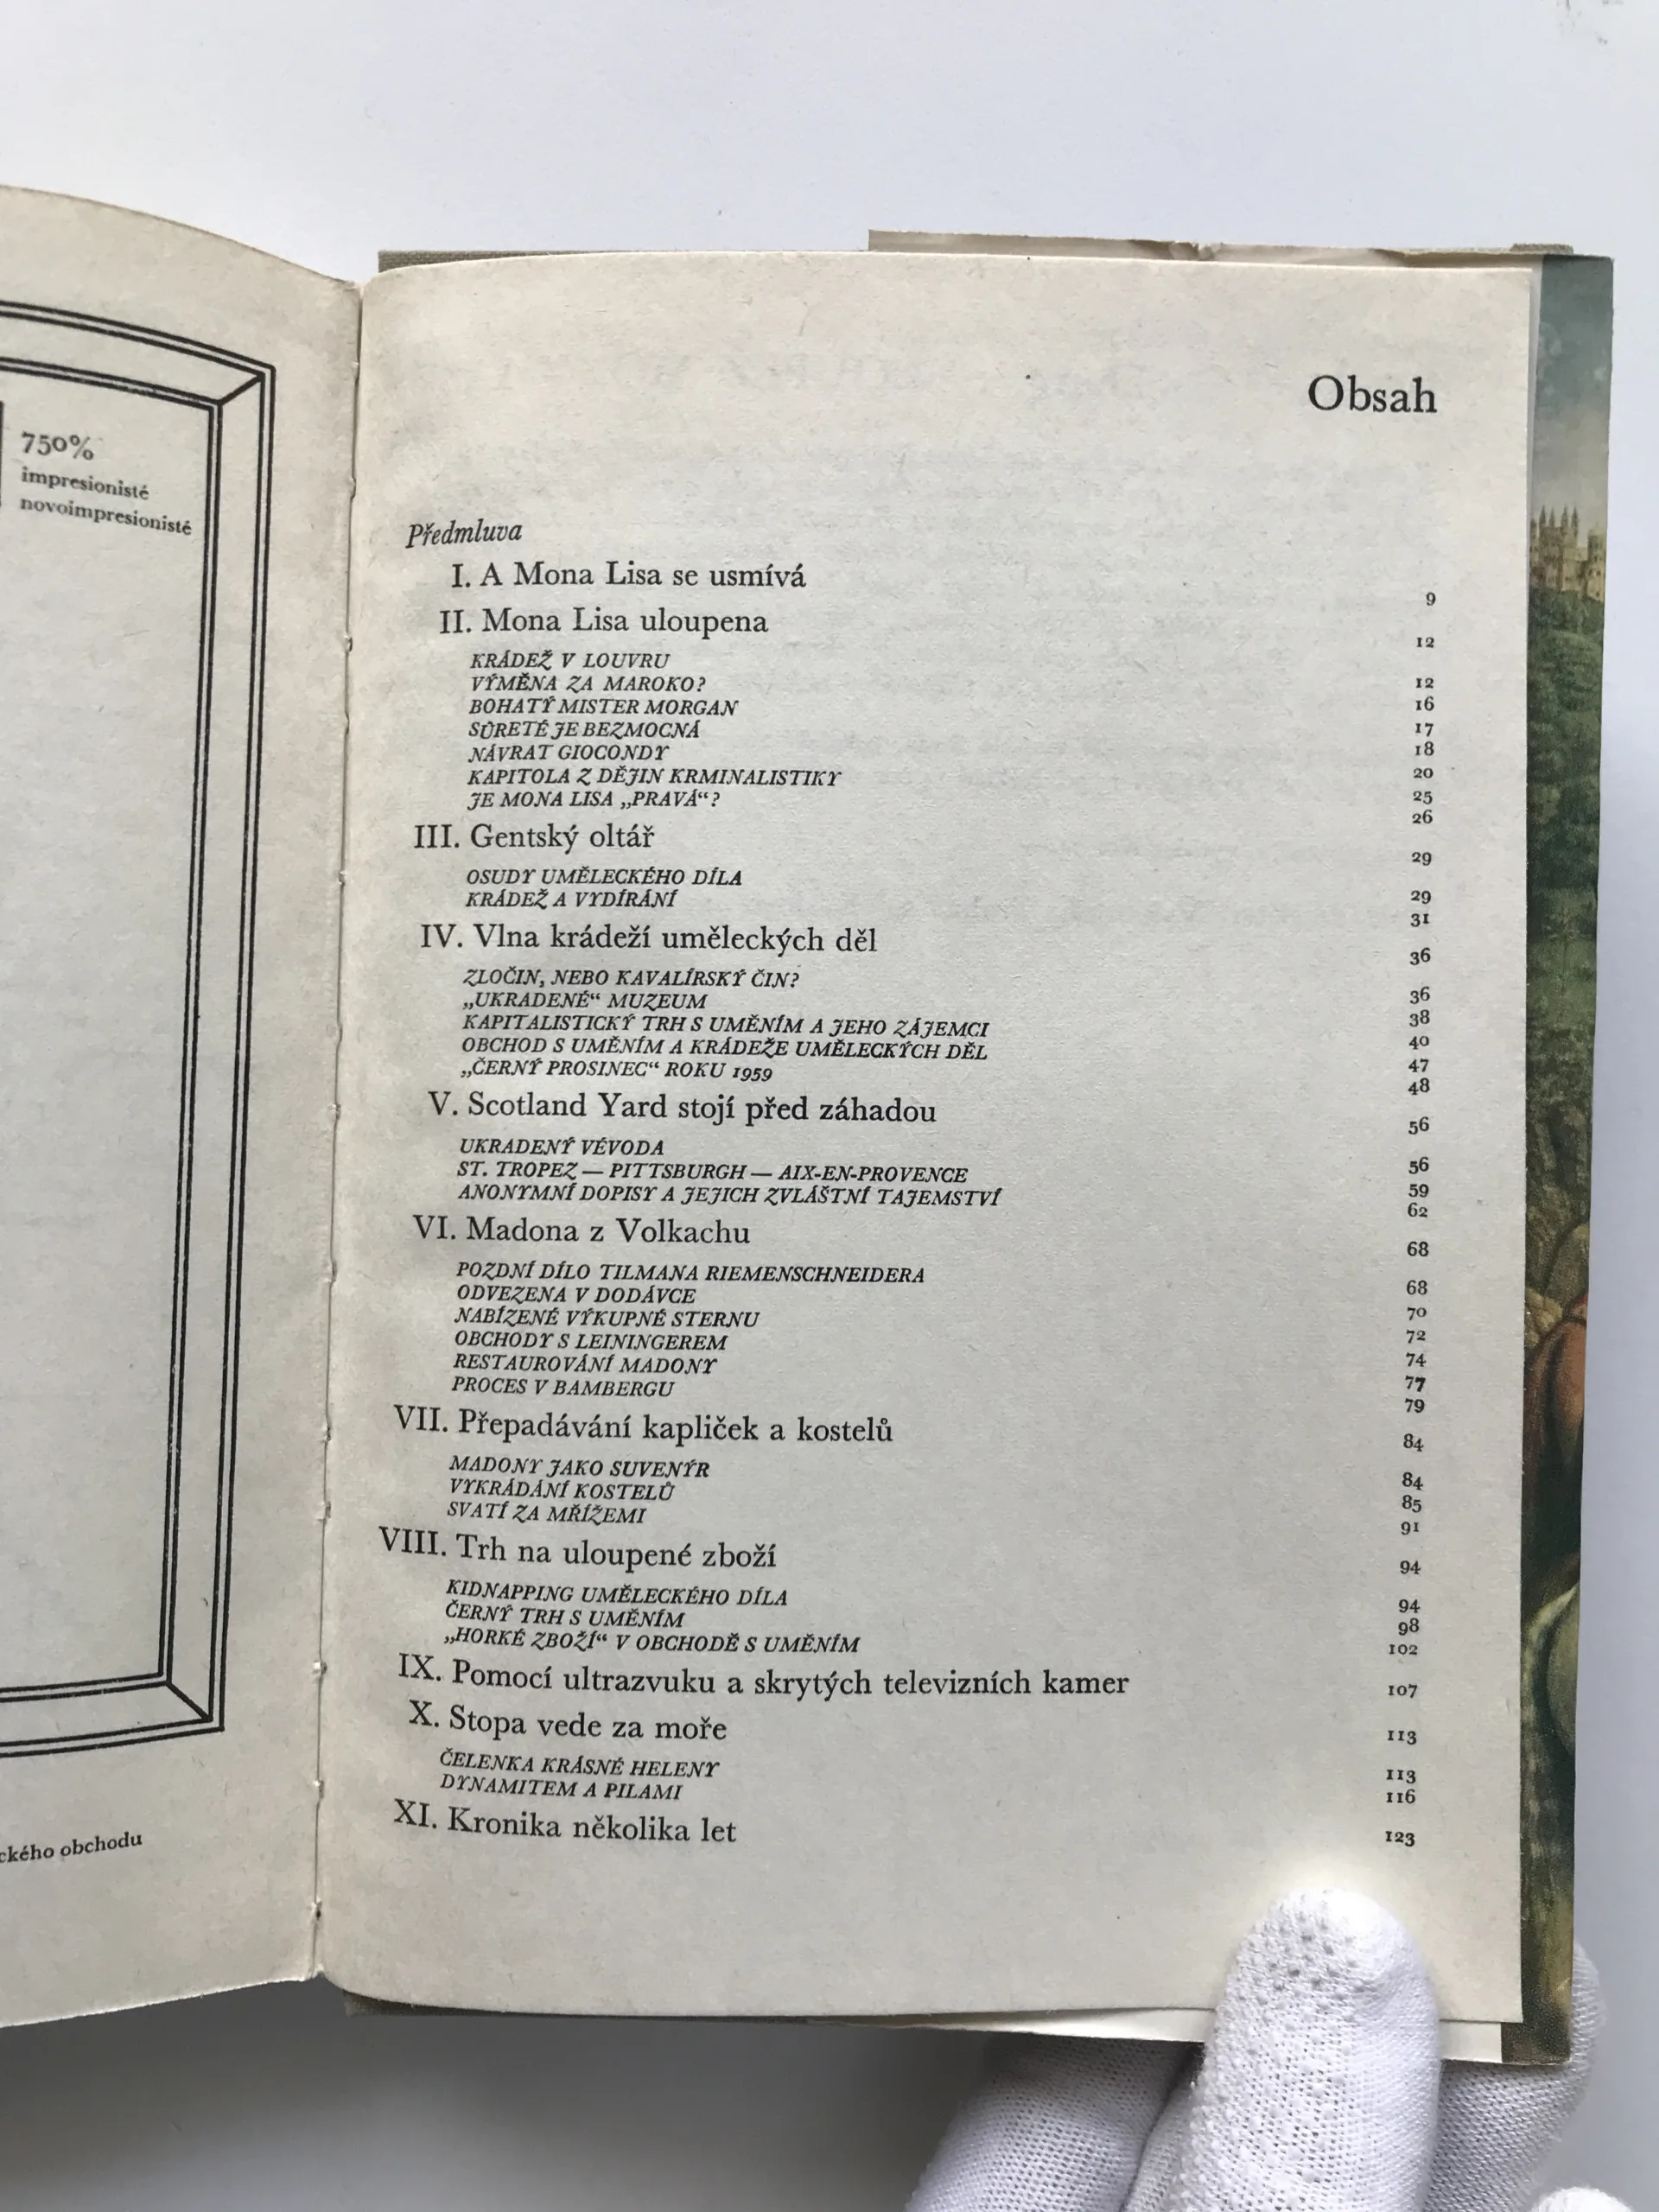 750%
impresionisté
novoimpresionisté
ckého obchodu
Obsah
Předmluva
I. A Mona Lisa se usmívá 9
II. Mona Lisa uloupena 12
KRÁDEŽ V LOUVRU 12
VÝMĚNA ZA MAROKO? 16
BOHATÝ MISTER MORGAN 17
SÛRETÉ JE BEZMOCNÁ 18
NÁVRAT GIOCONDY 20
KAPITOLA Z DĚJIN KRMINALISTIKY 25
JE MONA LISA „PRAVÁ“? 26
III. Gentský oltář 29
OSUDY UMĚLECKÉHO DÍLA 29
KRÁDEŽ A VYDÍRÁNÍ 31
IV. Vlna krádeží uměleckých děl 36
ZLOČIN, NEBO KAVALÍRSKÝ ČIN? 36
„UKRADENÉ“ MUZEUM 38
KAPITALISTICKÝ TRH S UMĚNÍM A JEHO ZÁJEMCI 40
OBCHOD S UMĚNÍM A KRÁDEŽE UMĚLECKÝCH DĚL 47
„ČERNÝ PROSINEC“ ROKU 1959 48
V. Scotland Yard stojí před záhadou 56
UKRADENÝ VÉVODA 56
ST. TROPEZ — PITTSBURGH — AIX-EN-PROVENCE 59
ANONYMNÍ DOPISY A JEJICH ZVLÁŠTNÍ TAJEMSTVÍ 62
VI. Madona z Volkachu 68
POZDNÍ DÍLO TILMANA RIEMENSCHNEIDERA 68
ODVEZENA V DODÁVCE 70
NABÍZENÉ VÝKUPNÉ STERNU 72
OBCHODY S LEININGEREM 74
RESTAUROVÁNÍ MADONY 77
PROCES V BAMBERGU 79
VII. Přepadávání kapliček a kostelů 84
MADONY JAKO SUVENÝR 84
VYKRÁDÁNÍ KOSTELŮ 85
SVATÍ ZA MŘÍŽEMI 91
VIII. Trh na uloupené zboží 94
KIDNAPPING UMĚLECKÉHO DÍLA 94
ČERNÝ TRH S UMĚNÍM 98
„HORKÉ ZBOŽÍ“ V OBCHODĚ S UMĚNÍM 102
IX. Pomocí ultrazvuku a skrytých televizních kamer 107
X. Stopa vede za moře 113
ČELENKA KRÁSNÉ HELENY 113
DYNAMITEM A PILAMI 116
XI. Kronika několika let 123